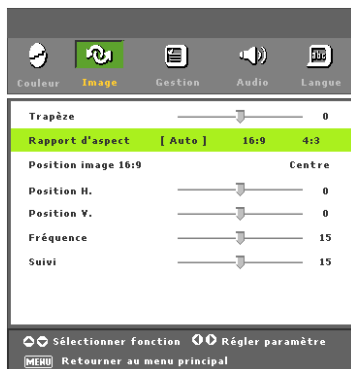 Couleur Image Gestion Audio Langue
Trapèze 0
Rapport d'aspect [ Auto ] 16:9 4:3
Position image 16:9 Centre
Position H. 0
Position V. 0
Fréquence 15
Suivi 15
Sélectionner fonction Régler paramètre
MENU Retourner au menu principal